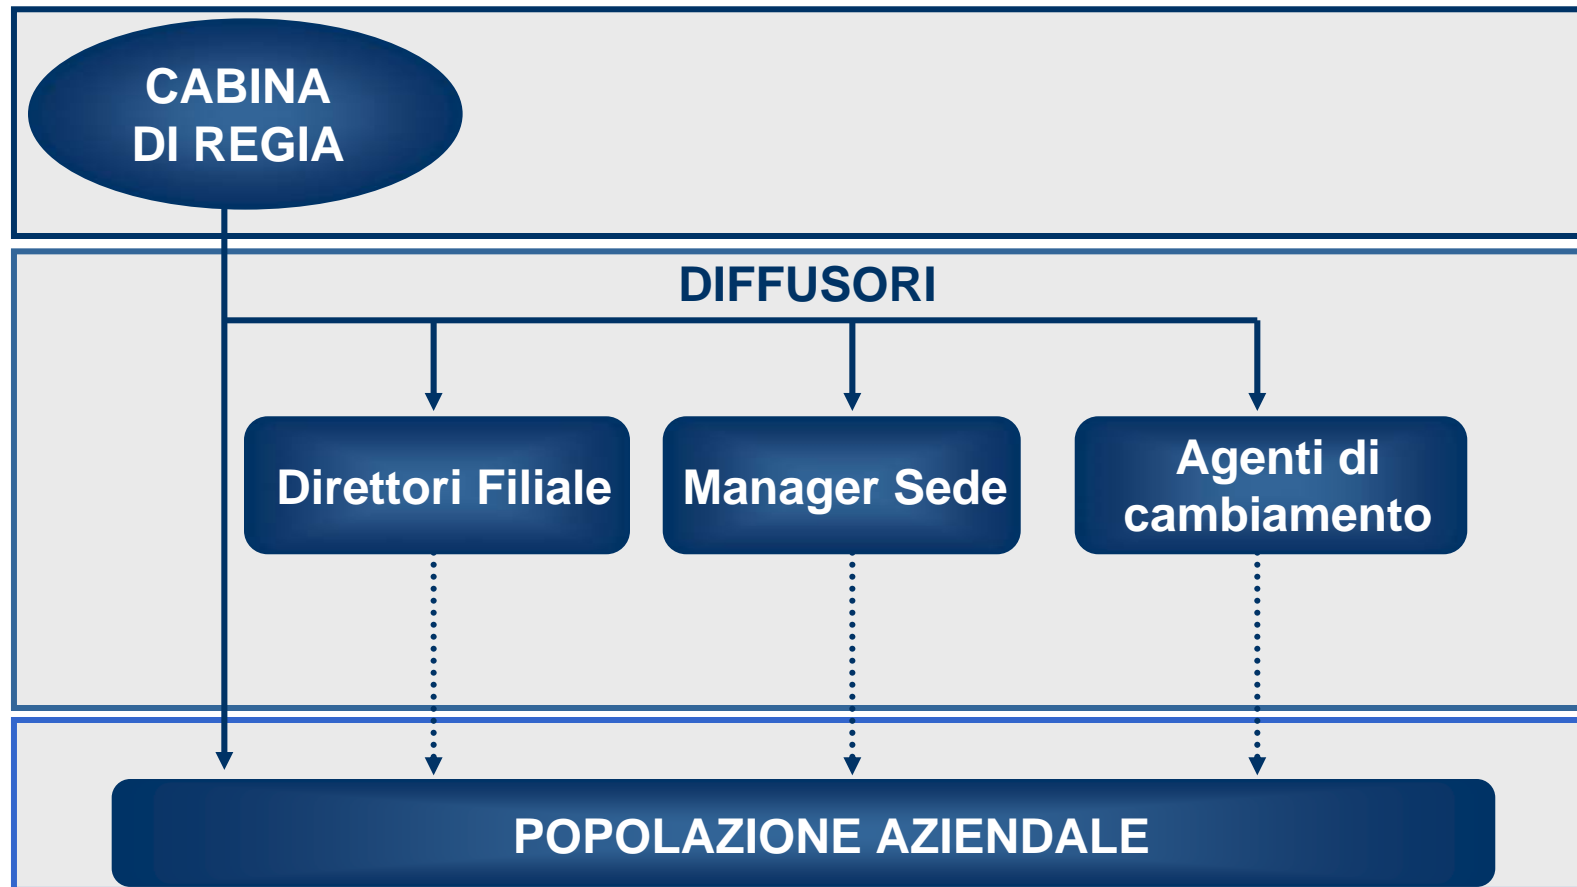 CABINA
DI REGIA
DIFFUSORI
Direttori Filiale
Manager Sede
Agenti di
cambiamento
POPOLAZIONE AZIENDALE